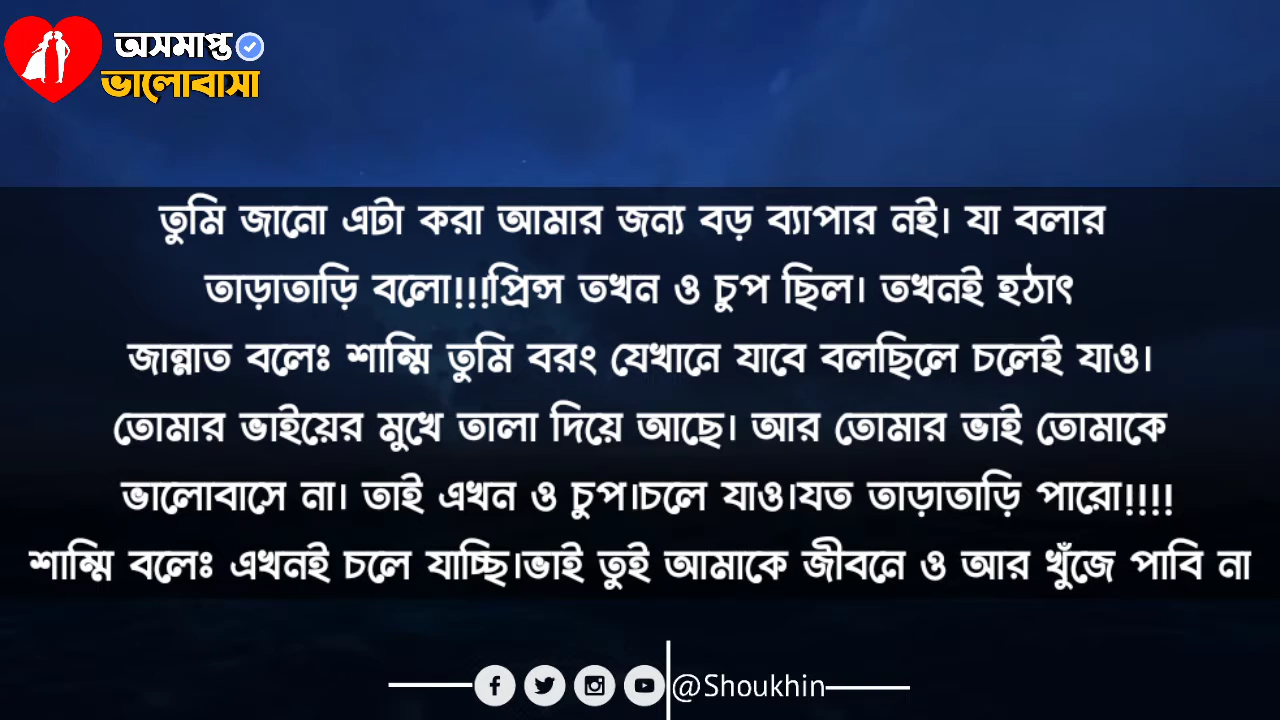 অসমাপ্ত
ভালোবাসা
তুমি জানো এটা করা আমার জন্য বড় ব্যাপার নই। যা বলার
তাড়াতাড়ি বলো!!!প্রিন্স তখন ও চুপ ছিল। তখনই হঠাৎ
জান্নাত বলেঃ শাম্মি তুমি বরং যেখানে যাবে বলছিলে চলেই যাও।
তোমার ভাইয়ের মুখে তালা দিয়ে আছে। আর তোমার ভাই তোমাকে
ভালোবাসে না। তাই এখন ও চুপ।চলে যাও।যত তাড়াতাড়ি পারো!!!!
শাম্মি বলেঃ এখনই চলে যাচ্ছি।ভাই তুই আমাকে জীবনে ও আর খুঁজে পাবি না
@Shoukhin